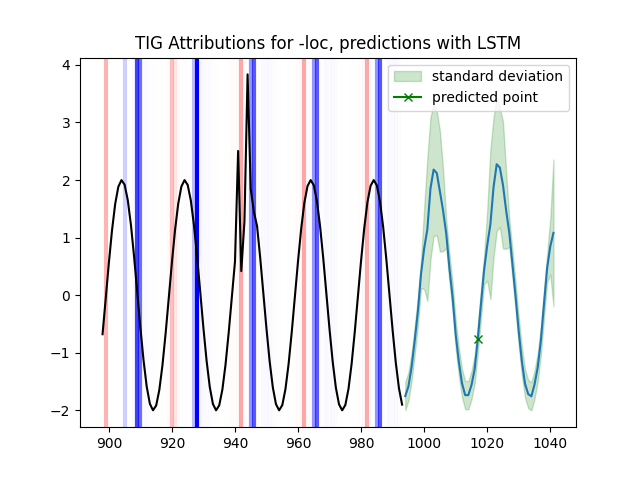 TIG Attributions for -loc, predictions with LSTM
standard deviation
predicted point
4
3
2
1
0
−1
−2
900 920 940 960 980 1000 1020 1040